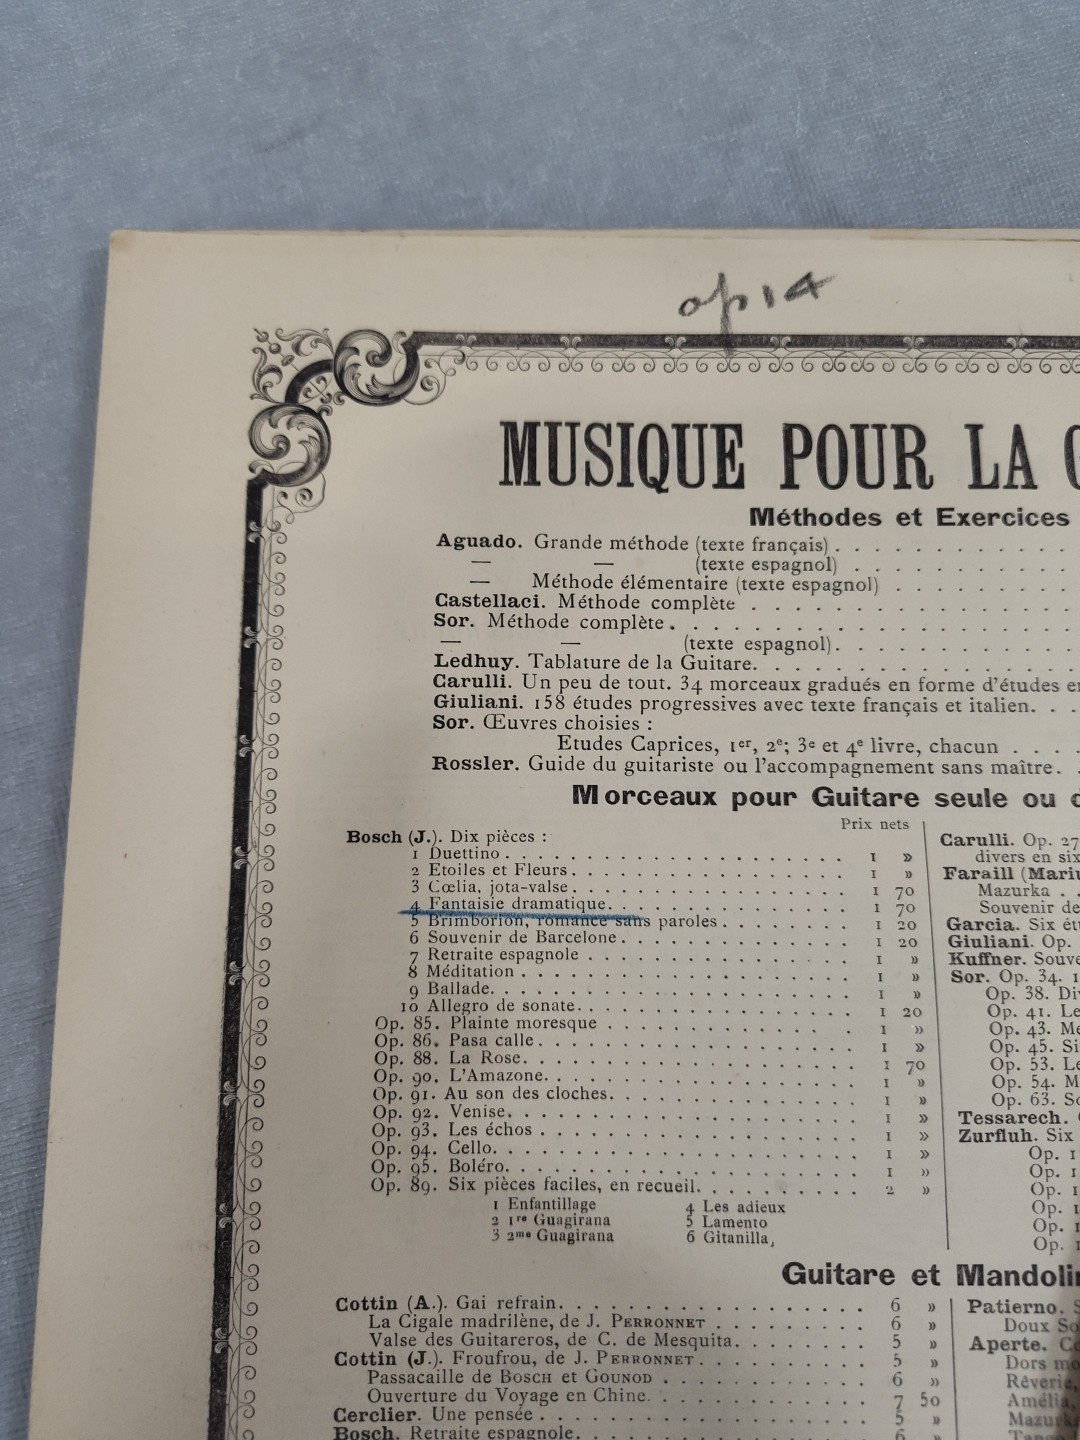 op 14
MUSIQUE POUR LA
Méthodes et Exercices
Aguado. Grande méthode (texte français) . . . . . . . . . . . .
— — (texte espagnol) . . . . . . . . . . .
— Méthode élémentaire (texte espagnol) . . . . . . . . .
Castellaci. Méthode complète . . . . . . . . . . . . . . . .
Sor. Méthode complète . . . . . . . . . . . . . . . . . .
— — (texte espagnol) . . . . . . . . . . . .
Ledhuy. Tablature de la Guitare. . . . . . . . . . . . . . . .
Carulli. Un peu de tout. 34 morceaux gradués en forme d'études
Giuliani. 158 études progressives avec texte français et italien. . .
Sor. Œuvres choisies :
Etudes Caprices, 1er, 2e; 3e et 4e livre, chacun . . . .
Rossler. Guide du guitariste ou l'accompagnement sans maître. .
Morceaux pour Guitare seule ou
Prix nets
Bosch (J.). Dix pièces :
1 Duettino . . . . . . . . . . . . . . . . 1 »
2 Etoiles et Fleurs . . . . . . . . . . . . . 1 »
3 Cœlia, jota-valse . . . . . . . . . . . . . 1 70
4 Fantaisie dramatique. . . . . . . . . . . . 1 70
5 Brimborion, romance sans paroles . . . . . . 1 20
6 Souvenir de Barcelone . . . . . . . . . . . 1 20
7 Retraite espagnole . . . . . . . . . . . . 1 »
8 Méditation . . . . . . . . . . . . . . . 1 »
9 Ballade. . . . . . . . . . . . . . . . . 1 »
10 Allegro de sonate. . . . . . . . . . . . . 1 20
Op. 85. Plainte moresque . . . . . . . . . . . 1 »
Op. 86. Pasa calle . . . . . . . . . . . . . . 1 »
Op. 88. La Rose. . . . . . . . . . . . . . . 1 70
Op. 90. L'Amazone. . . . . . . . . . . . . . 1 »
Op. 91. Au son des cloches. . . . . . . . . . . 1 »
Op. 92. Venise. . . . . . . . . . . . . . . . 1 »
Op. 93. Les échos . . . . . . . . . . . . . . 1 »
Op. 94. Cello. . . . . . . . . . . . . . . . 1 »
Op. 95. Boléro. . . . . . . . . . . . . . . . 1 »
Op. 89. Six pièces faciles, en recueil. . . . . . . . 2 »
1 Enfantillage 4 Les adieux
2 1re Guagirana 5 Lamento
3 2me Guagirana 6 Gitanilla,
Carulli. Op. 27
divers en six
Faraill
Mazurka . .
Souvenir de
Garcia. Six
Giuliani. Op.
Kuffner.
Sor. Op. 34. 1
Op. 38.
Op. 41. Le
Op. 43.
Op. 45.
Op. 53.
Op. 54.
Op. 63.
Tessarech.
Zurfluh. Six
Op. 1
Op. 1
Op. 1
Op. 1
Op. 1
Op. 1
Guitare et
Cottin (A.). Gai refrain. . . . . . . . . . . . . . 6 »
La Cigale madrilène, de J. PERRONNET . . . . . . . 6 »
Valse des Guitareros, de C. de Mesquita. . . . . . . 5 »
Cottin (J.). Froufrou, de J. PERRONNET . . . . . . . . 5 »
Passacaille de BOSCH et GOUNOD . . . . . . . . . 6 »
Ouverture du Voyage en Chine. . . . . . . . . . 7 50
Cerclier. Une pensée . . . . . . . . . . . . . . . 5 »
Bosch. Retraite espagnole. . . . . . . . . . . . . . 6 »
Patierno.
Doux
Aperte.
Dors
Rêverie,
Amélia,